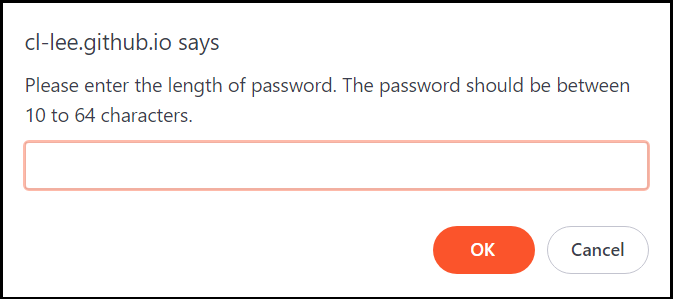 cl-lee.github.io says
Please enter the length of password. The password should be between
10 to 64 characters.
OK
Cancel